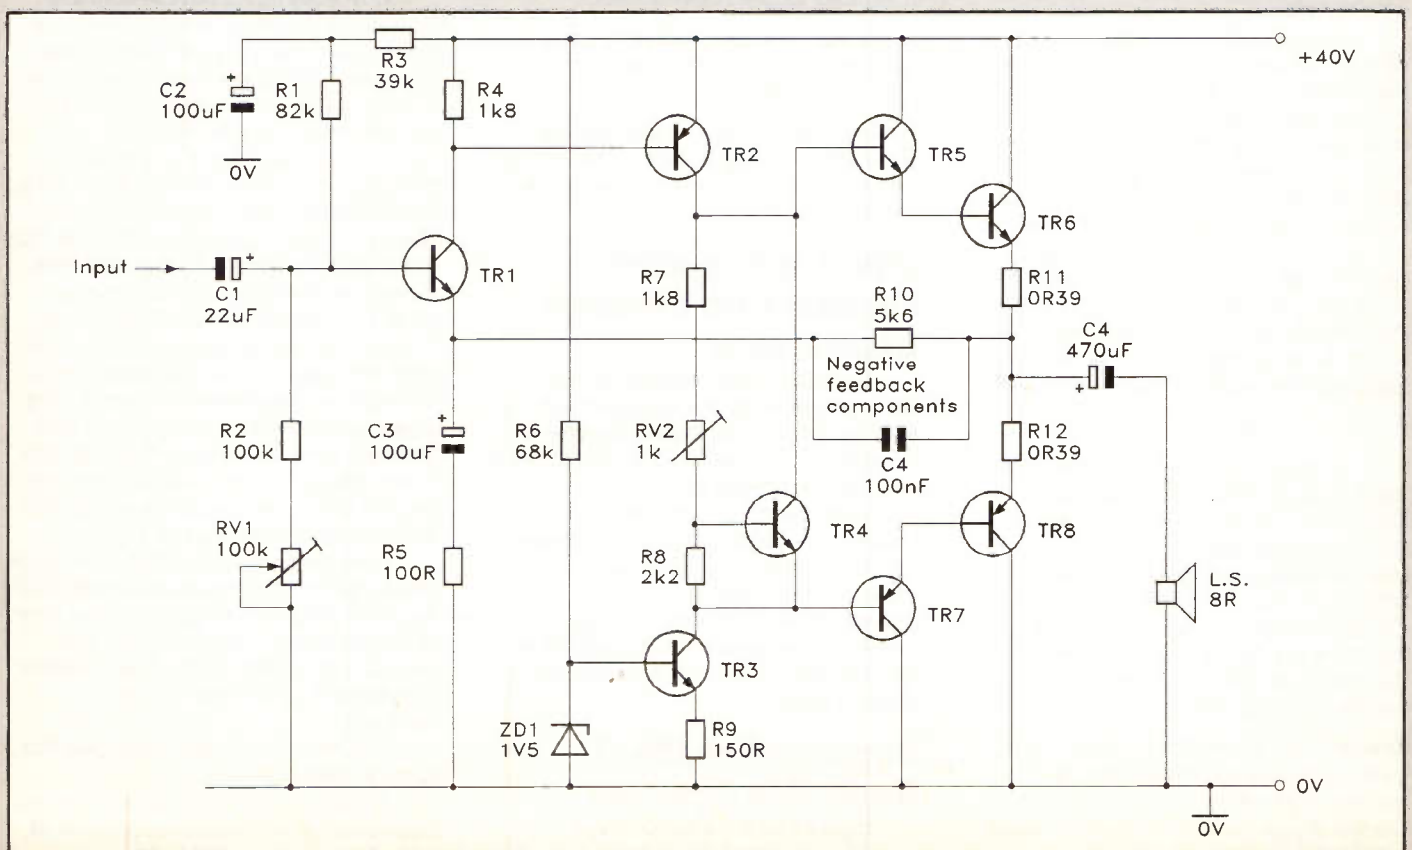 +40V
R3
39k
C2
100uF
R1
82k
R4
1k8
0V
TR2
TR5
TR6
Input
C1
22uF
TR1
R7
1k8
R10
5k6
R11
0R39
C4
470uF
Negative
feedback
components
R2
100k
C3
100uF
R6
68k
RV2
1k
C4
100nF
R12
0R39
RV1
100k
R5
100R
R8
2k2
TR4
TR7
TR8
L.S.
8R
TR3
ZD1
1V5
R9
150R
0V
0V